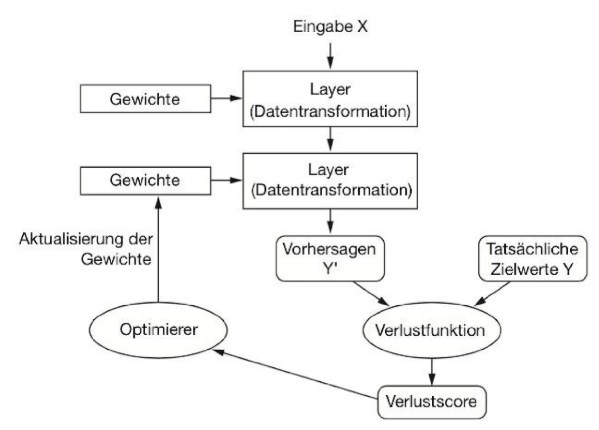 Eingabe X
Gewichte
Layer
(Datentransformation)
Gewichte
Layer
(Datentransformation)
Aktualisierung der
Gewichte
Vorhersagen
Y'
Tatsächliche
Zielwerte Y
Optimierer
Verlustfunktion
Verlustscore